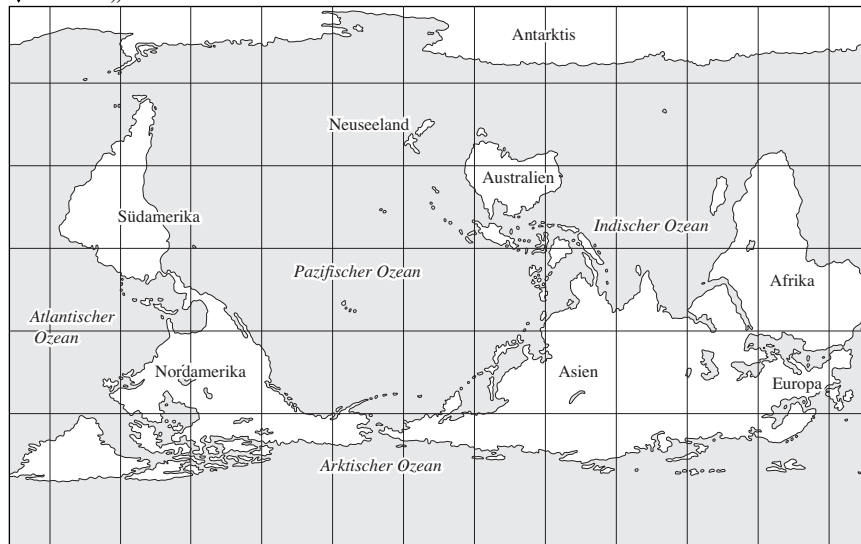 Antarktis
Neuseeland
Australien
Südamerika
Indischer Ozean
Pazifischer Ozean
Afrika
Atlantischer
Ozean
Nordamerika
Asien
Europa
Arktischer Ozean